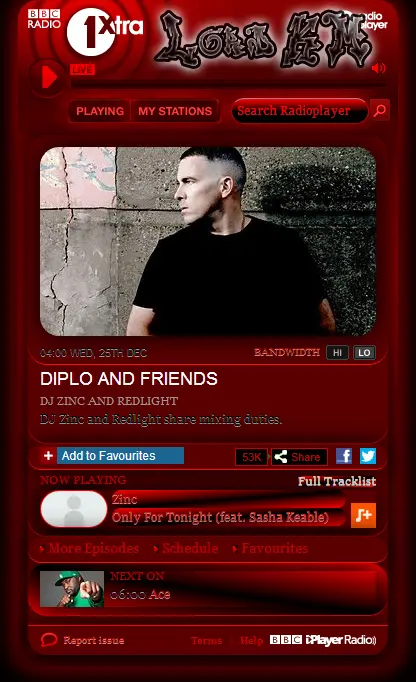 BBC RADIO 1Xtra
Lord KM
LIVE
PLAYING MY STATIONS Search Radioplayer
04:00 WED, 25TH DEC BANDWIDTH HI LO
DIPLO AND FRIENDS
DJ ZINC AND REDLIGHT
DJ Zinc and Redlight share mixing duties.
+ Add to Favourites 53K Share
NOW PLAYING Full Tracklist
Zinc
Only For Tonight (feat. Sasha Keable)
More Episodes Schedule Favourites
NEXT ON
06:00 Ace
Report issue Terms Help BBC iPlayer Radio